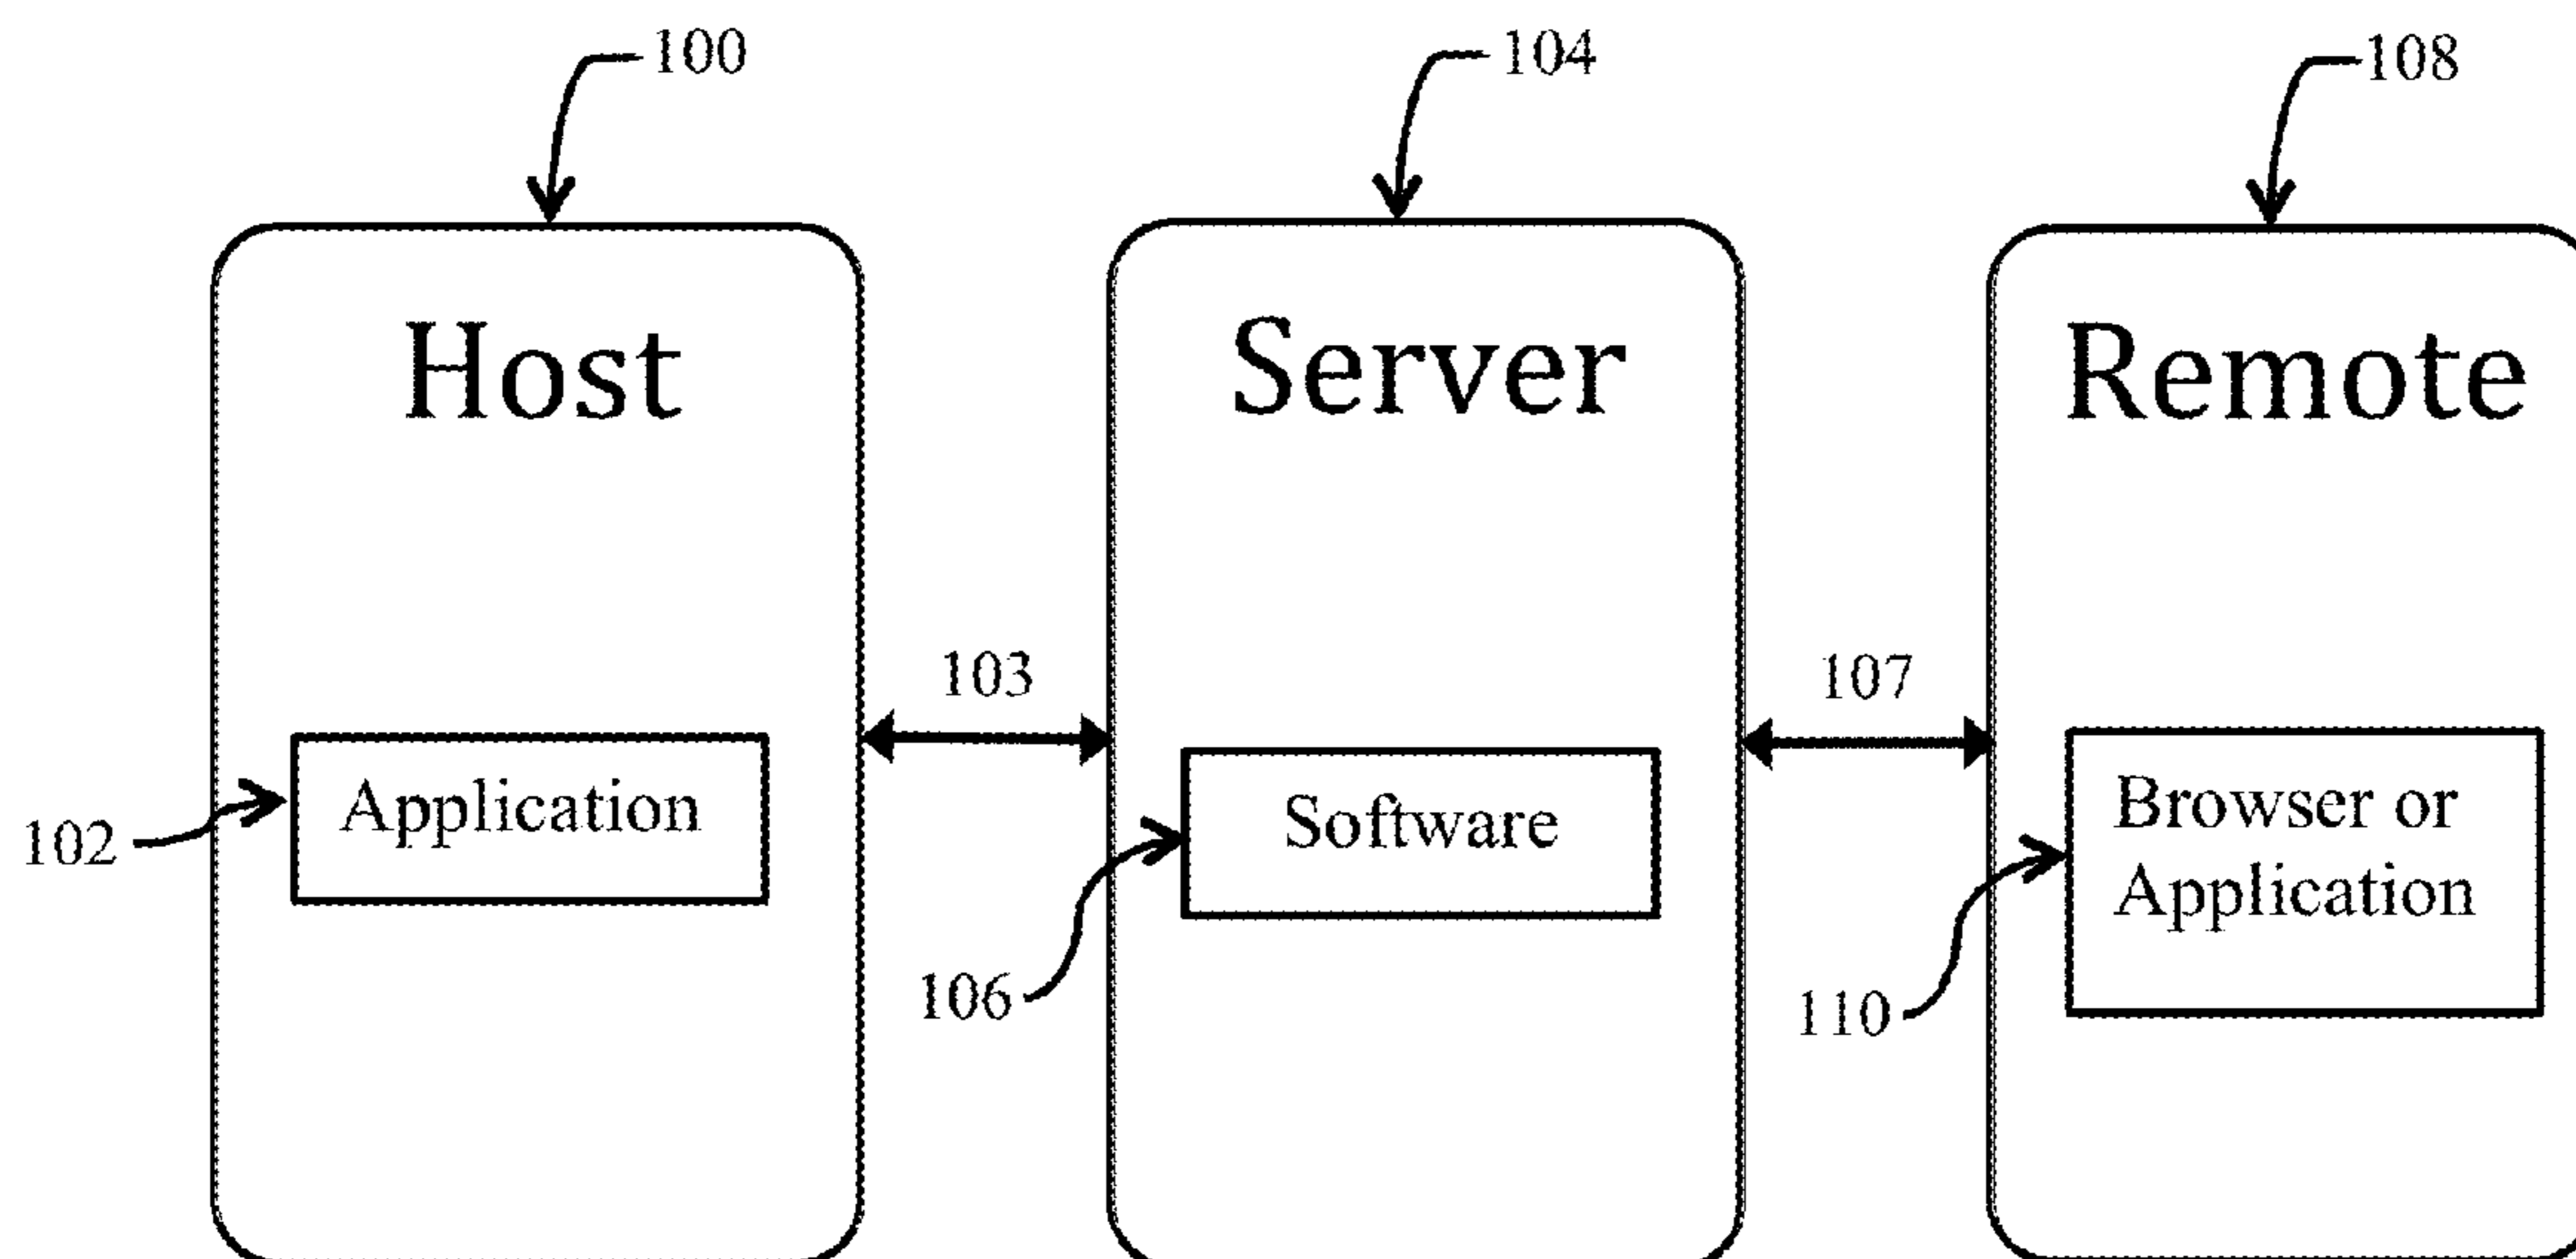 100
104
108
Host
Server
Remote
103
107
Application
Software
Browser or
Application
102
106
110